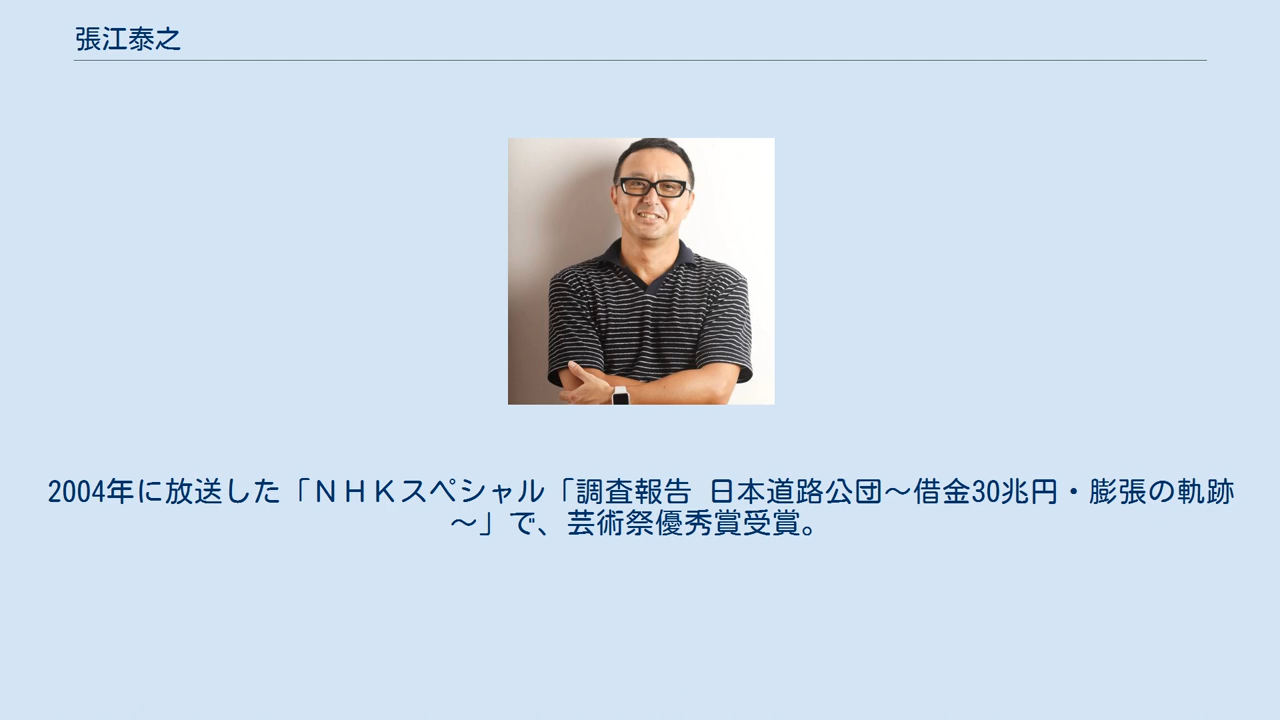 張江泰之
2004年に放送した「ＮＨＫスペシャル「調査報告 日本道路公団～借金30兆円・膨張の軌跡
～」で、芸術祭優秀賞受賞。